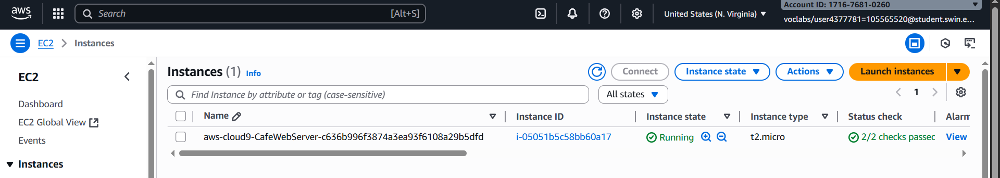 aws
Search [Alt+S]
United States (N. Virginia)
Account ID: 1716-7681-0260
voclabs/user4377781=105565520@student.swin.e...
EC2 Instances
EC2
Dashboard
EC2 Global View
Events
Instances
Instances (1) Info
Connect
Instance state
Actions
Launch instances
Find Instance by attribute or tag (case-sensitive)
All states
1
Name Instance ID Instance state Instance type Status check Alarm
aws-cloud9-CafeWebServer-c636b996f3874a3ea93f6108a29b5dfd i-05051b5c58bb60a17 Running t2.micro 2/2 checks passec View